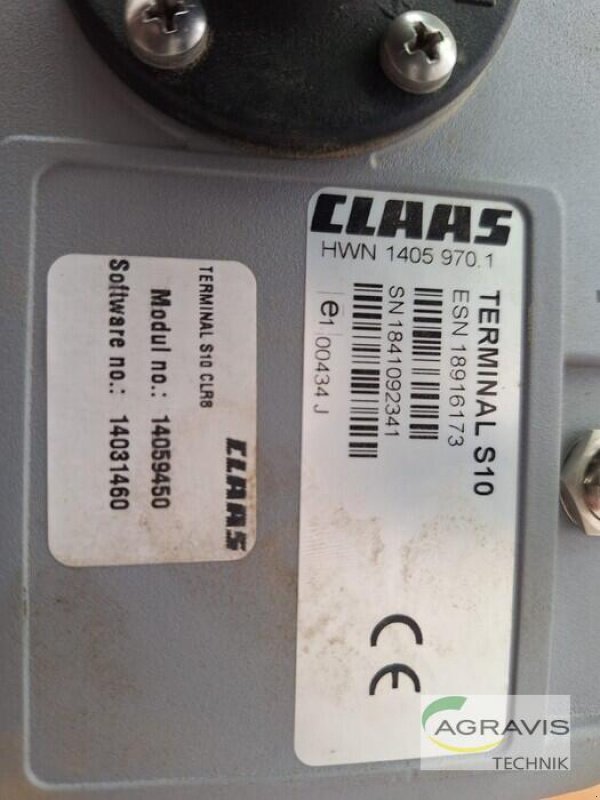 CLAAS
HWN 1405 970.1
TERMINAL S10
ESN 18916173
SN 1841092341
e1 00434 J
CE
CLAAS
TERMINAL S10 CLR8
Modul no.: 14059450
Software no.: 14031460
AGRAVIS
TECHNIK